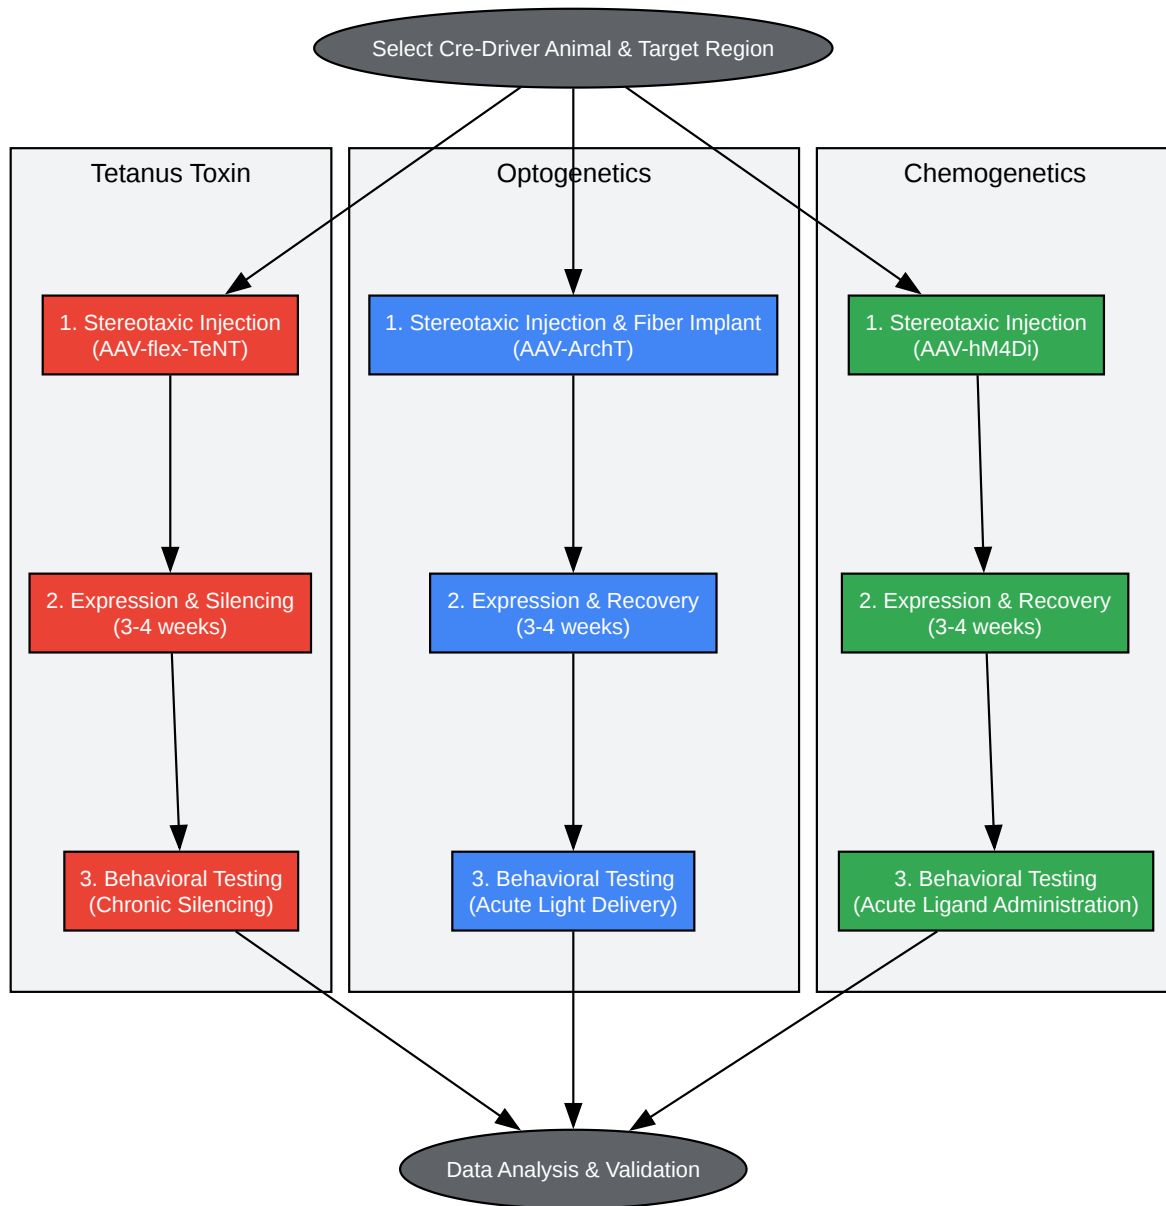 Select Cre-Driver Animal & Target Region
Tetanus Toxin
1. Stereotaxic Injection
(AAV-flex-TeNT)
2. Expression & Silencing
(3-4 weeks)
3. Behavioral Testing
(Chronic Silencing)
Optogenetics
1. Stereotaxic Injection & Fiber Implant
(AAV-ArchT)
2. Expression & Recovery
(3-4 weeks)
3. Behavioral Testing
(Acute Light Delivery)
Chemogenetics
1. Stereotaxic Injection
(AAV-hM4Di)
2. Expression & Recovery
(3-4 weeks)
3. Behavioral Testing
(Acute Ligand Administration)
Data Analysis & Validation